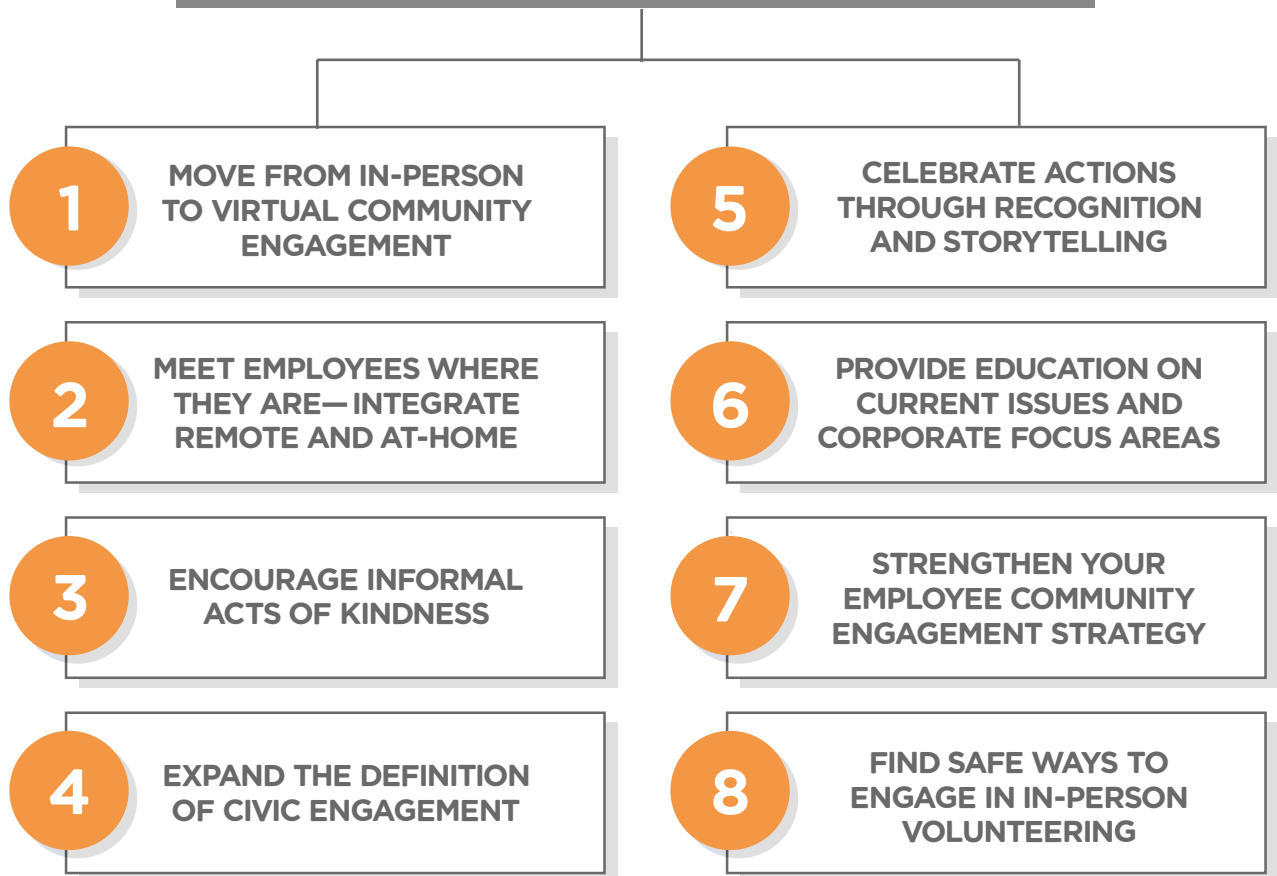 1
MOVE FROM IN-PERSON
TO VIRTUAL COMMUNITY
ENGAGEMENT
2
MEET EMPLOYEES WHERE
THEY ARE—INTEGRATE
REMOTE AND AT-HOME
3
ENCOURAGE INFORMAL
ACTS OF KINDNESS
4
EXPAND THE DEFINITION
OF CIVIC ENGAGEMENT
5
CELEBRATE ACTIONS
THROUGH RECOGNITION
AND STORYTELLING
6
PROVIDE EDUCATION ON
CURRENT ISSUES AND
CORPORATE FOCUS AREAS
7
STRENGTHEN YOUR
EMPLOYEE COMMUNITY
ENGAGEMENT STRATEGY
8
FIND SAFE WAYS TO
ENGAGE IN IN-PERSON
VOLUNTEERING